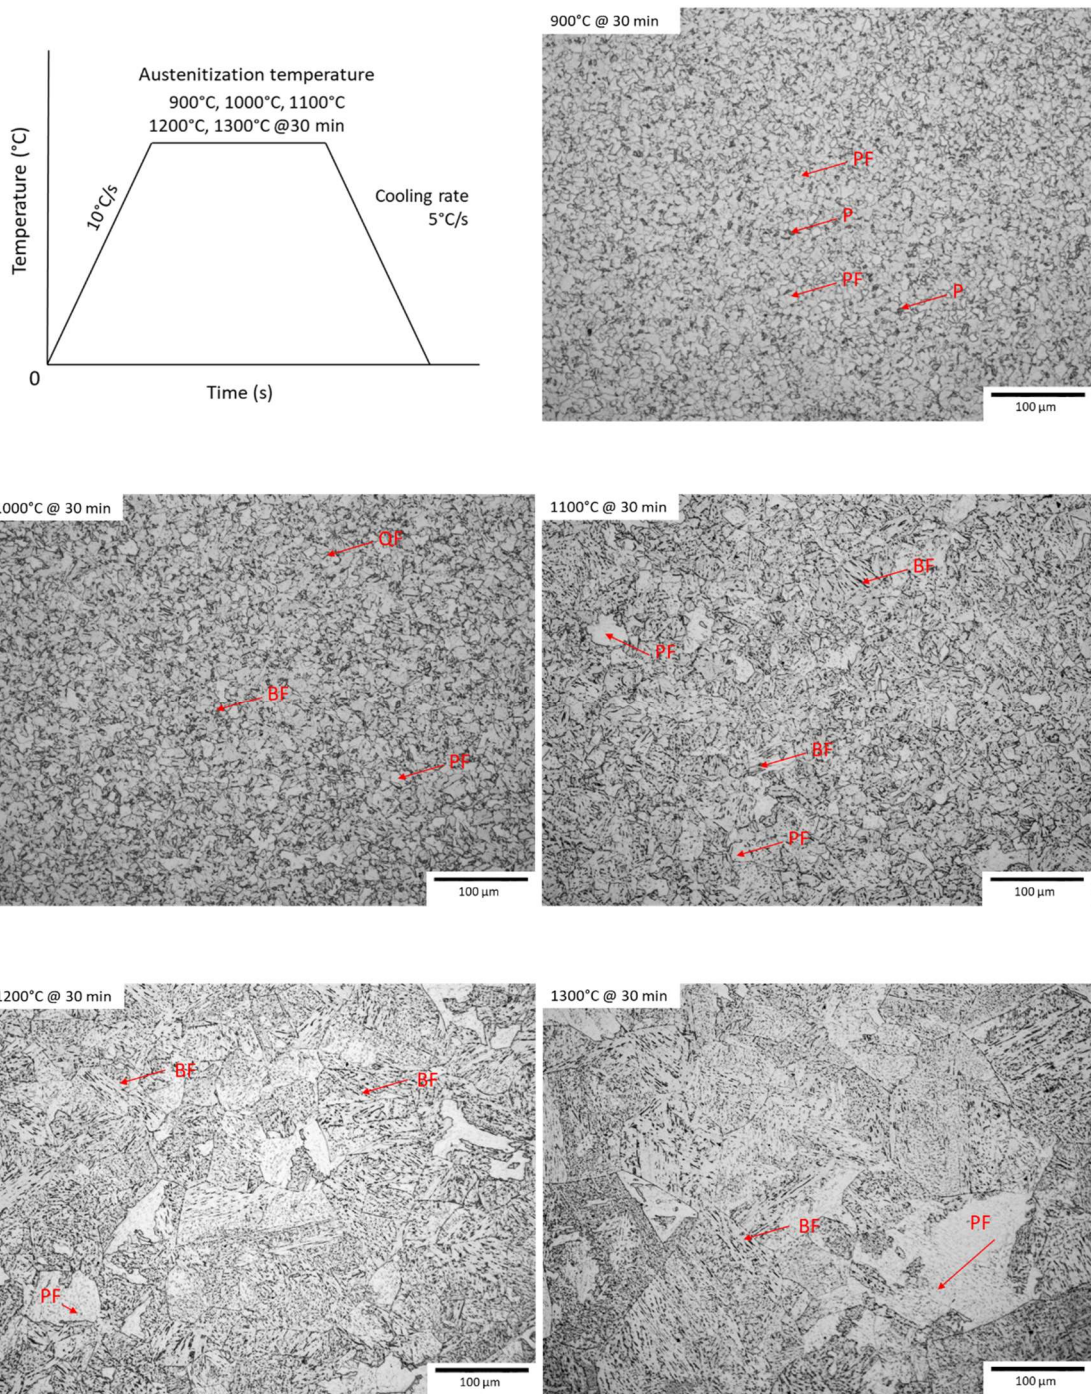 Temperature (°C)
Austenitization temperature
900°C, 1000°C, 1100°C
1200°C, 1300°C @30 min
10°C/s
Cooling rate
5°C/s
0
Time (s)
900°C @ 30 min
PF
P
PF
P
100 µm
000°C @ 30 min
QF
BF
PF
100 µm
1100°C @ 30 min
BF
PF
BF
PF
100 µm
1200°C @ 30 min
BF
BF
PF
100 µm
1300°C @ 30 min
BF
PF
100 µm